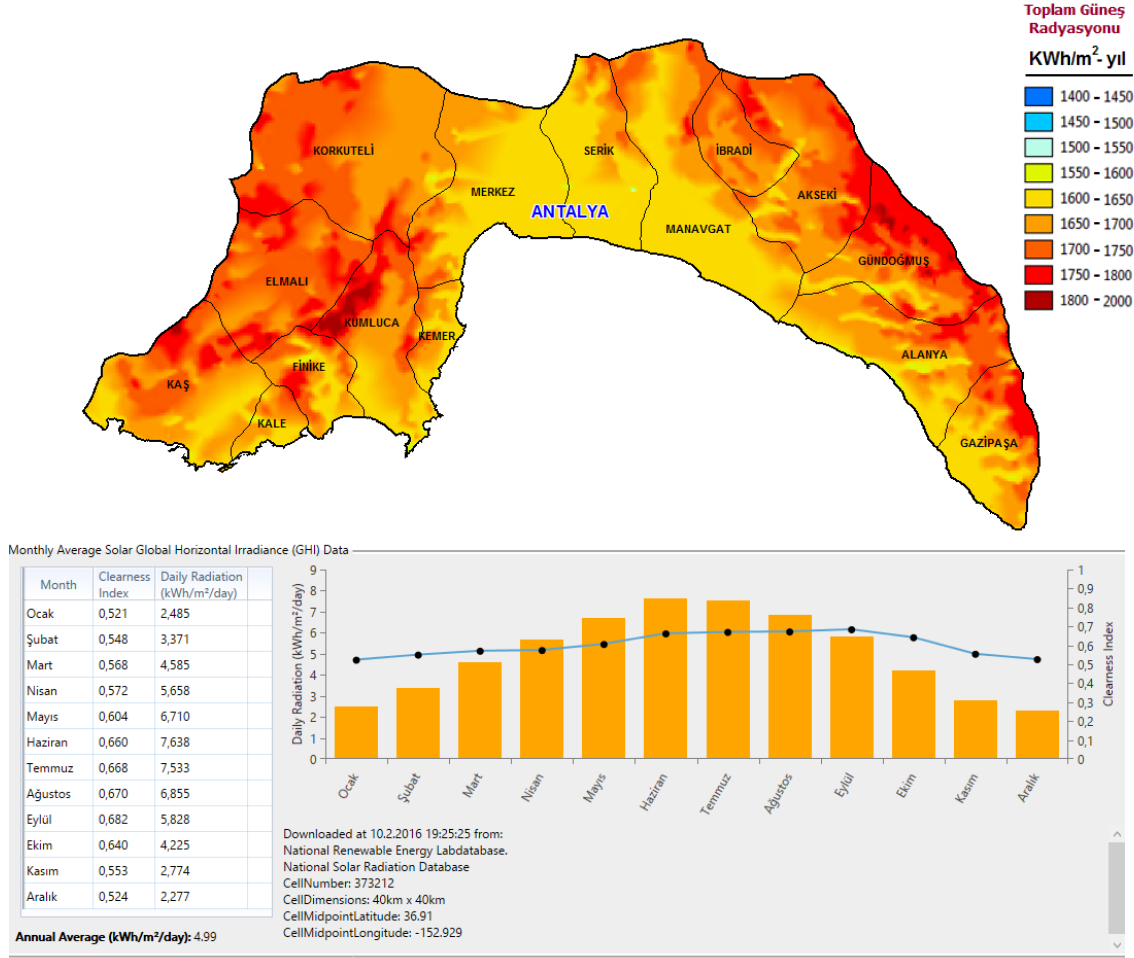 Toplam Güneş
Radyasyonu
KWh/m²- yıl
1400 - 1450
1450 - 1500
1500 - 1550
1550 - 1600
1600 - 1650
1650 - 1700
1700 - 1750
1750 - 1800
1800 - 2000
KORKUTELİ
SERİK
İBRADİ
MERKEZ
AKSEKİ
ANTALYA
MANAVGAT
GÜNDOĞMUŞ
ELMALI
KUMLUCA
KEMER
ALANYA
FİNİKE
KAŞ
KALE
GAZİPAŞA
Monthly Average Solar Global Horizontal Irradiance (GHI) Data
Month Clearness Index Daily Radiation (kWh/m²/day)
Ocak 0,521 2,485
Şubat 0,548 3,371
Mart 0,568 4,585
Nisan 0,572 5,658
Mayıs 0,604 6,710
Haziran 0,660 7,638
Temmuz 0,668 7,533
Ağustos 0,670 6,855
Eylül 0,682 5,828
Ekim 0,640 4,225
Kasım 0,553 2,774
Aralık 0,524 2,277
Annual Average (kWh/m²/day): 4.99
Daily Radiation (kWh/m²/day)
9
8
7
6
5
4
3
2
1
0
1
0,9
0,8
0,7
0,6
0,5
0,4
0,3
0,2
0,1
0
Clearness Index
Ocak Şubat Mart Nisan Mayıs Haziran Temmuz Ağustos Eylül Ekim Kasım Aralık
Downloaded at 10.2.2016 19:25:25 from:
National Renewable Energy Labdatabase.
National Solar Radiation Database
CellNumber: 373212
CellDimensions: 40km x 40km
CellMidpointLatitude: 36.91
CellMidpointLongitude: -152.929